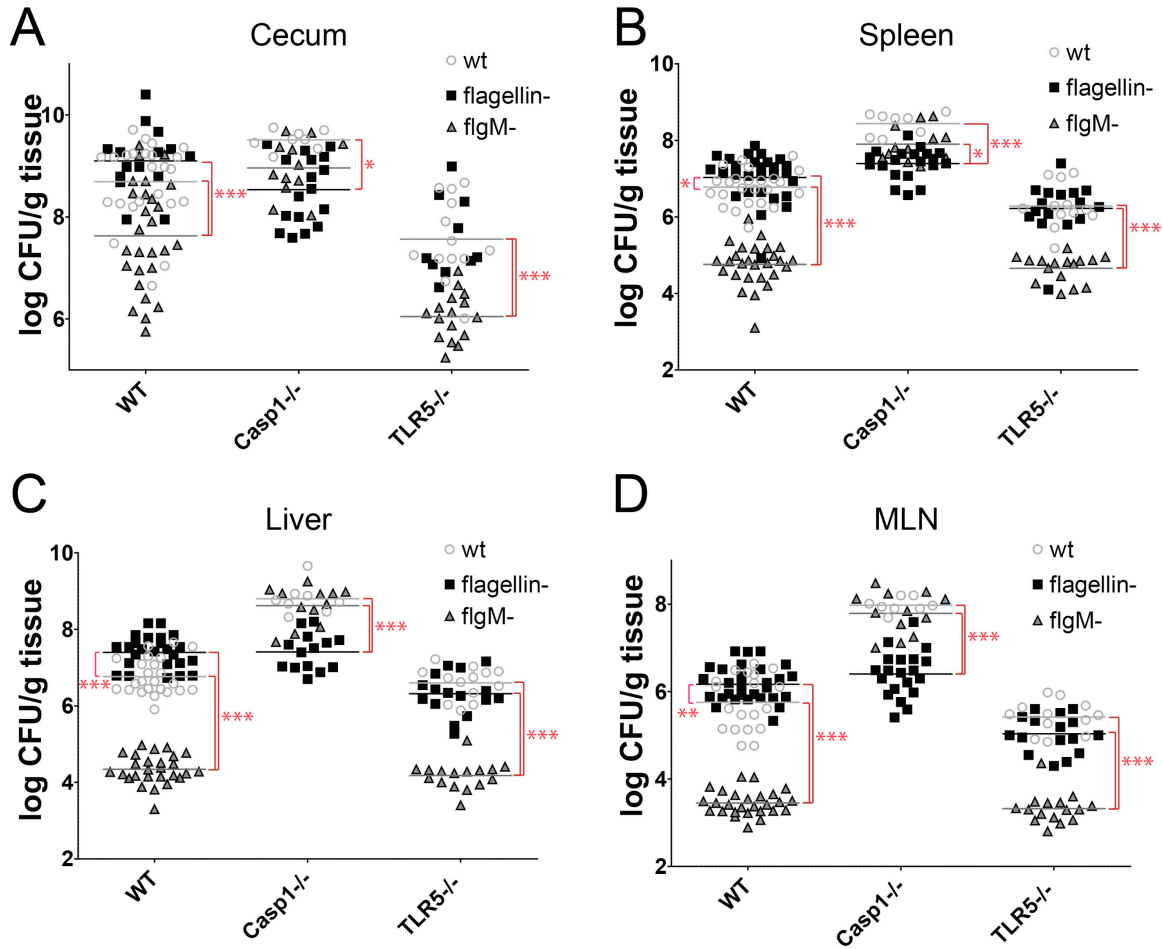 A
Cecum
log CFU/g tissue
10
8
6
wt
flagellin-
flgM-
***
*
***
WT
Casp1-/-
TLR5-/-
B
Spleen
log CFU/g tissue
10
8
6
4
2
wt
flagellin-
flgM-
*
***
***
*
***
WT
Casp1-/-
TLR5-/-
C
Liver
log CFU/g tissue
10
8
6
4
2
wt
flagellin-
flgM-
***
***
***
***
WT
Casp1-/-
TLR5-/-
D
MLN
log CFU/g tissue
8
6
4
2
wt
flagellin-
flgM-
**
***
***
***
WT
Casp1-/-
TLR5-/-